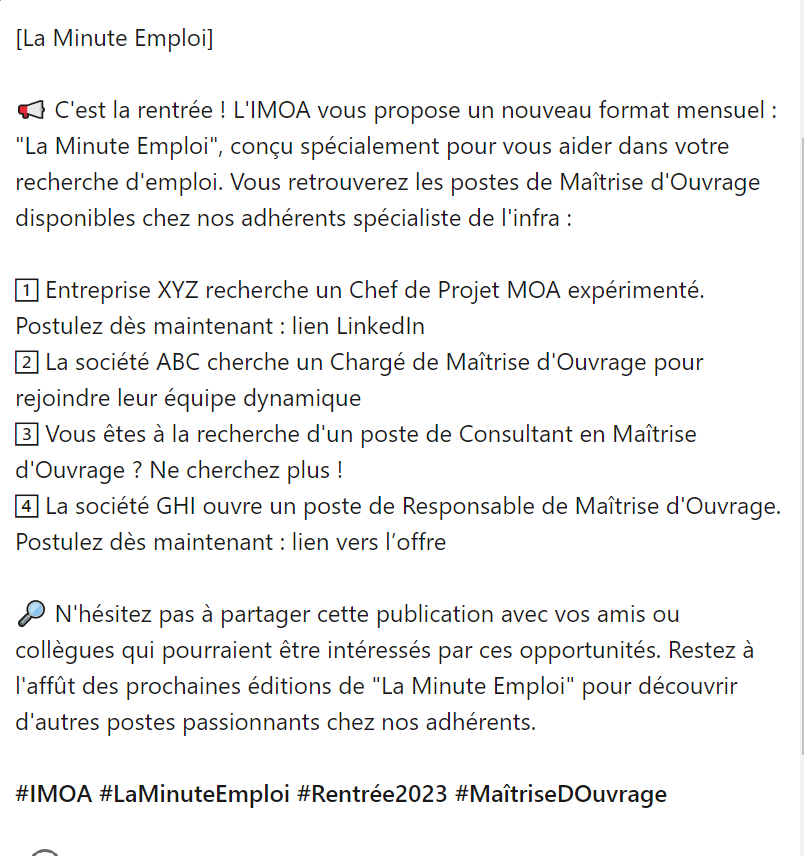 [La Minute Emploi]
📢 C'est la rentrée ! L'IMOA vous propose un nouveau format mensuel :
"La Minute Emploi", conçu spécialement pour vous aider dans votre
recherche d'emploi. Vous retrouverez les postes de Maîtrise d'Ouvrage
disponibles chez nos adhérents spécialiste de l'infra :
1️⃣ Entreprise XYZ recherche un Chef de Projet MOA expérimenté.
Postulez dès maintenant : lien LinkedIn
2️⃣ La société ABC cherche un Chargé de Maîtrise d'Ouvrage pour
rejoindre leur équipe dynamique
3️⃣ Vous êtes à la recherche d'un poste de Consultant en Maîtrise
d'Ouvrage ? Ne cherchez plus !
4️⃣ La société GHI ouvre un poste de Responsable de Maîtrise d'Ouvrage.
Postulez dès maintenant : lien vers l’offre
🔎 N'hésitez pas à partager cette publication avec vos amis ou
collègues qui pourraient être intéressés par ces opportunités. Restez à
l'affût des prochaines éditions de "La Minute Emploi" pour découvrir
d'autres postes passionnants chez nos adhérents.
#IMOA #LaMinuteEmploi #Rentrée2023 #MaîtriseDOuvrage